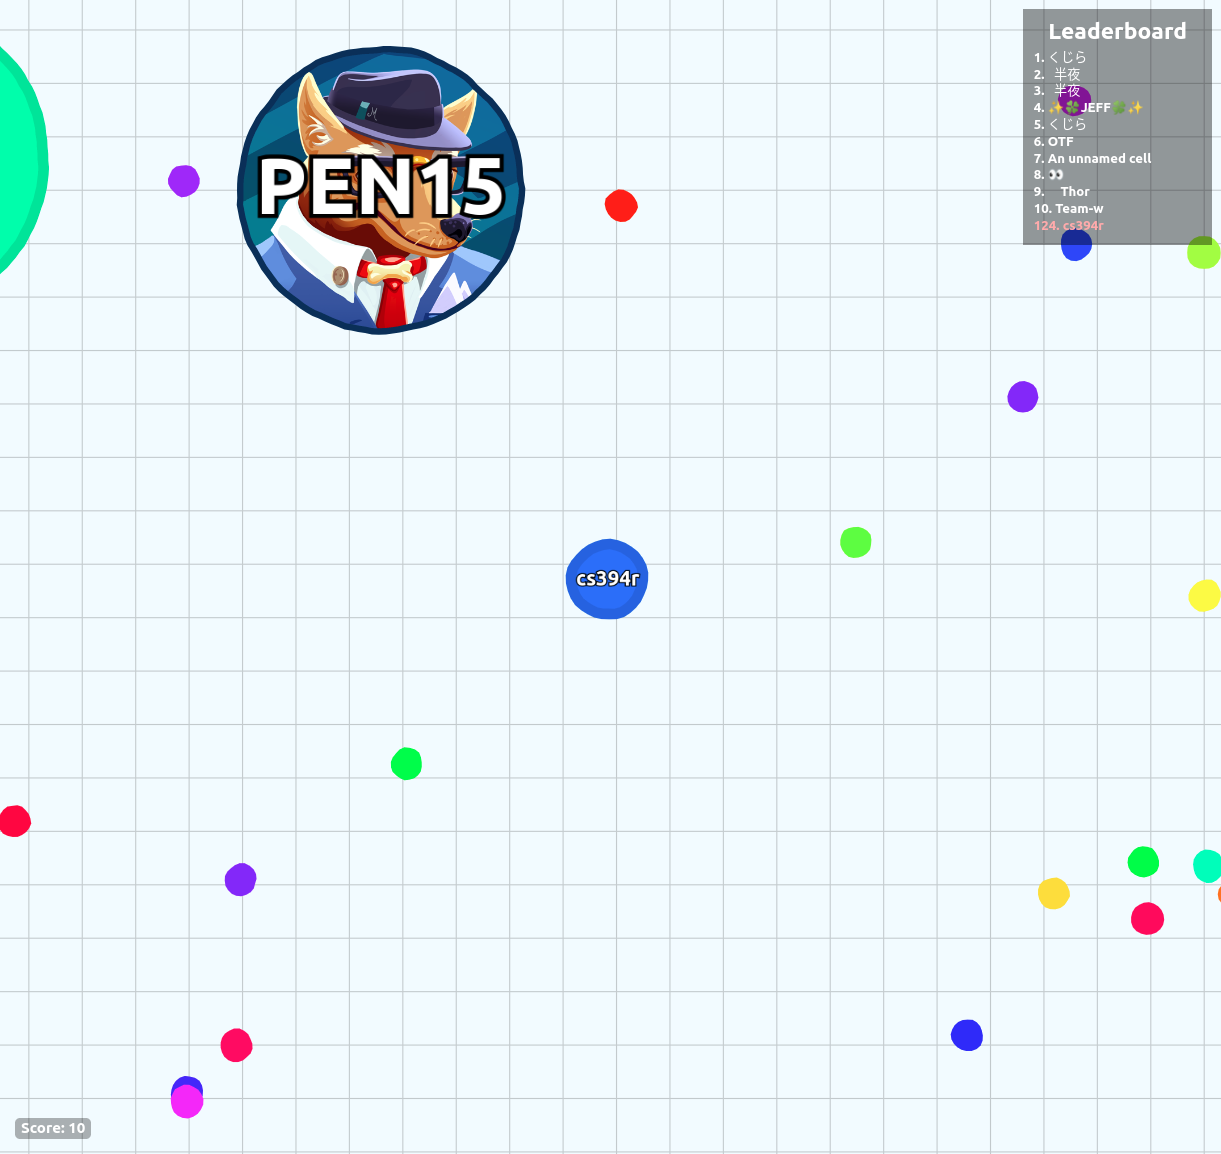 Leaderboard
1. くじら
2. 半夜
3. 半夜
4. ✨🍀JEFF🍀✨
5. くじら
6. OTF
7. An unnamed cell
8. 👀
9. Thor
10. Team-w
124. cs394r
PEN15
cs394r
Score: 10